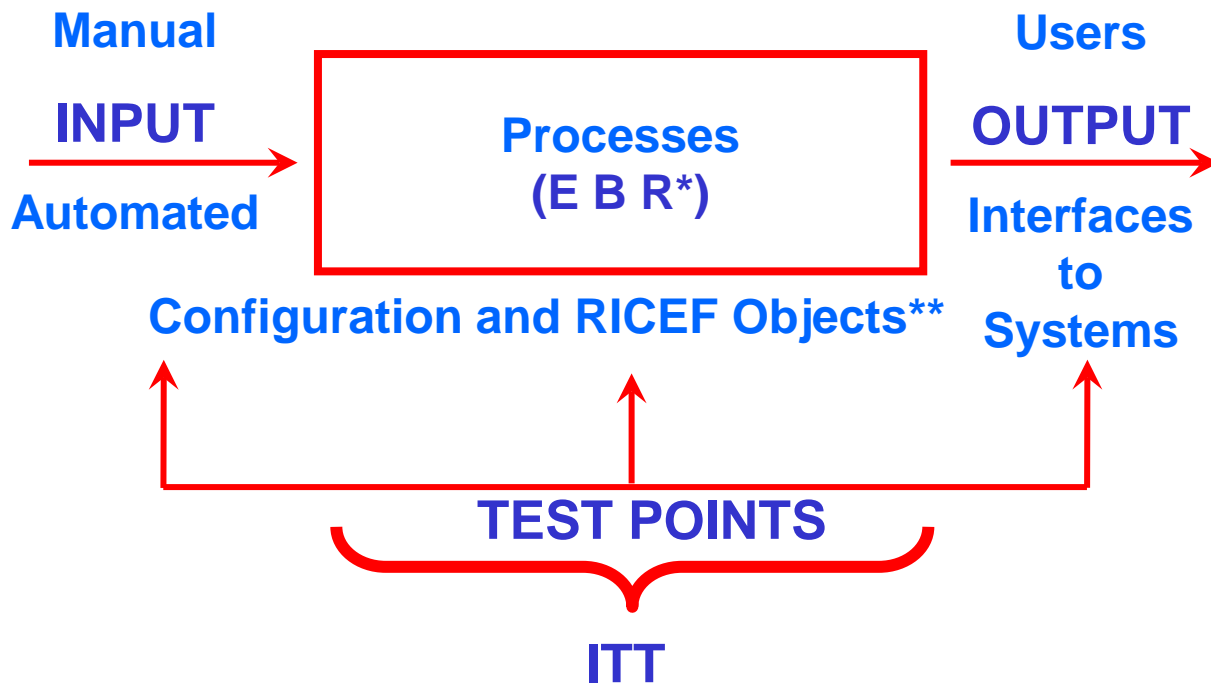 Manual
INPUT
Automated
Processes
(E B R*)
Users
OUTPUT
Interfaces
to
Systems
Configuration and RICEF Objects**
TEST POINTS
ITT